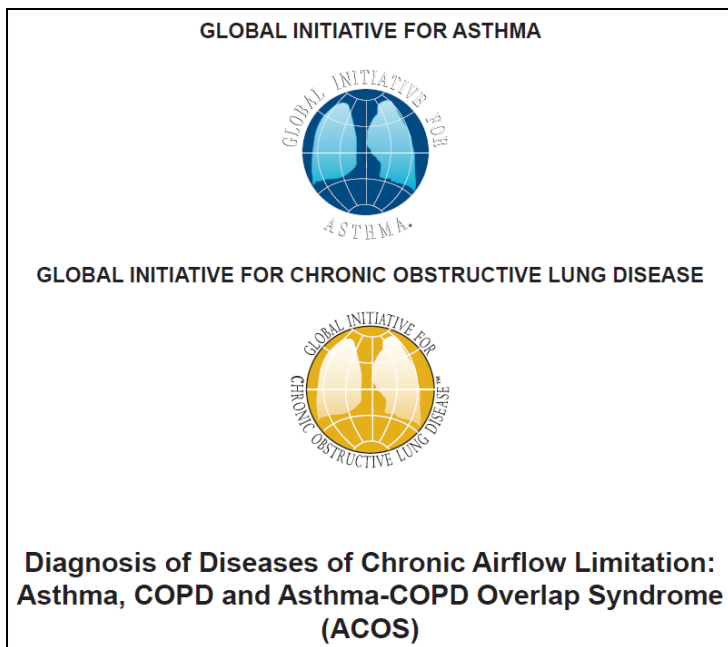 GLOBAL INITIATIVE FOR ASTHMA
GLOBAL INITIATIVE FOR
ASTHMA.
GLOBAL INITIATIVE FOR CHRONIC OBSTRUCTIVE LUNG DISEASE
GLOBAL INITIATIVE FOR
CHRONIC OBSTRUCTIVE LUNG DISEASE
Diagnosis of Diseases of Chronic Airflow Limitation:
Asthma, COPD and Asthma-COPD Overlap Syndrome
(ACOS)